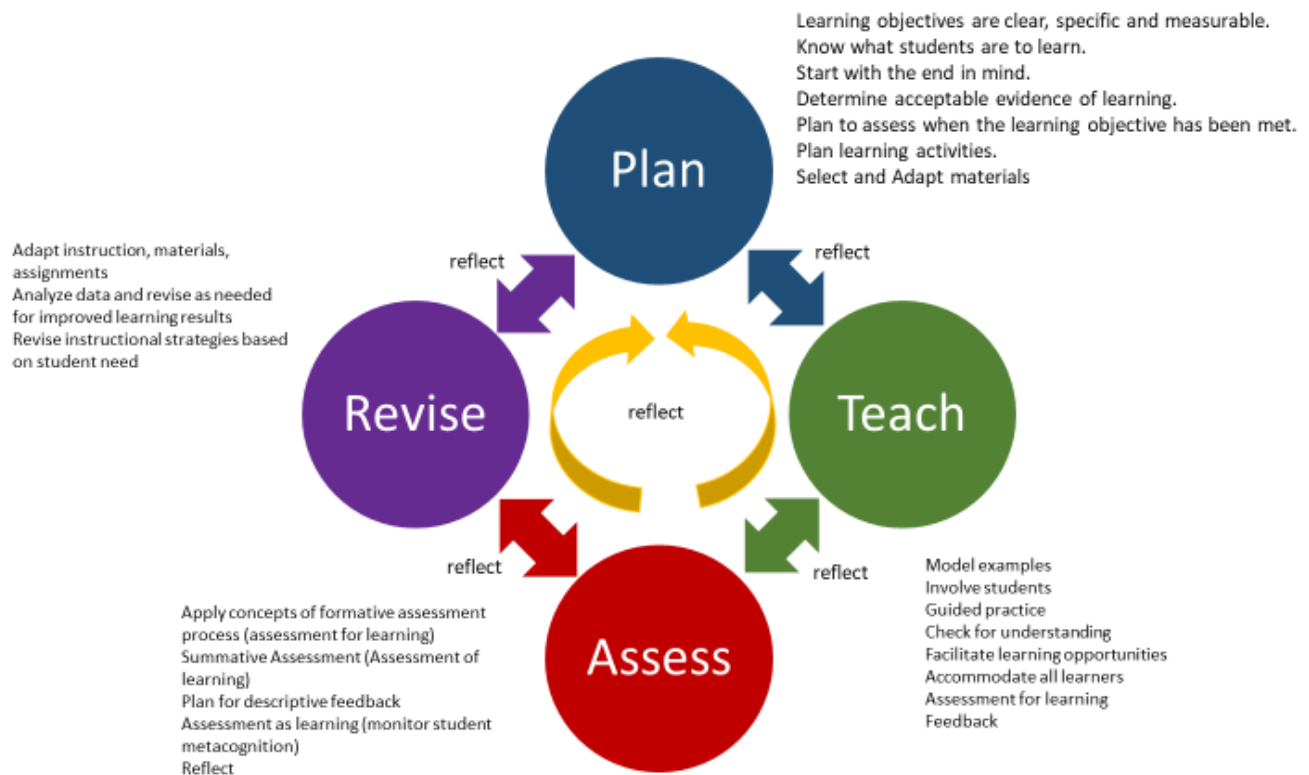 Learning objectives are clear, specific and measurable.
Know what students are to learn.
Start with the end in mind.
Determine acceptable evidence of learning.
Plan to assess when the learning objective has been met.
Plan learning activities.
Select and Adapt materials
Plan
reflect
reflect
Adapt instruction, materials,
assignments
Analyze data and revise as needed
for improved learning results
Revise instructional strategies based
on student need
Revise
reflect
Teach
reflect
reflect
Model examples
Involve students
Guided practice
Check for understanding
Facilitate learning opportunities
Accommodate all learners
Assessment for learning
Feedback
Apply concepts of formative assessment
process (assessment for learning)
Summative Assessment (Assessment of
learning)
Plan for descriptive feedback
Assessment as learning (monitor student
metacognition)
Reflect
Assess